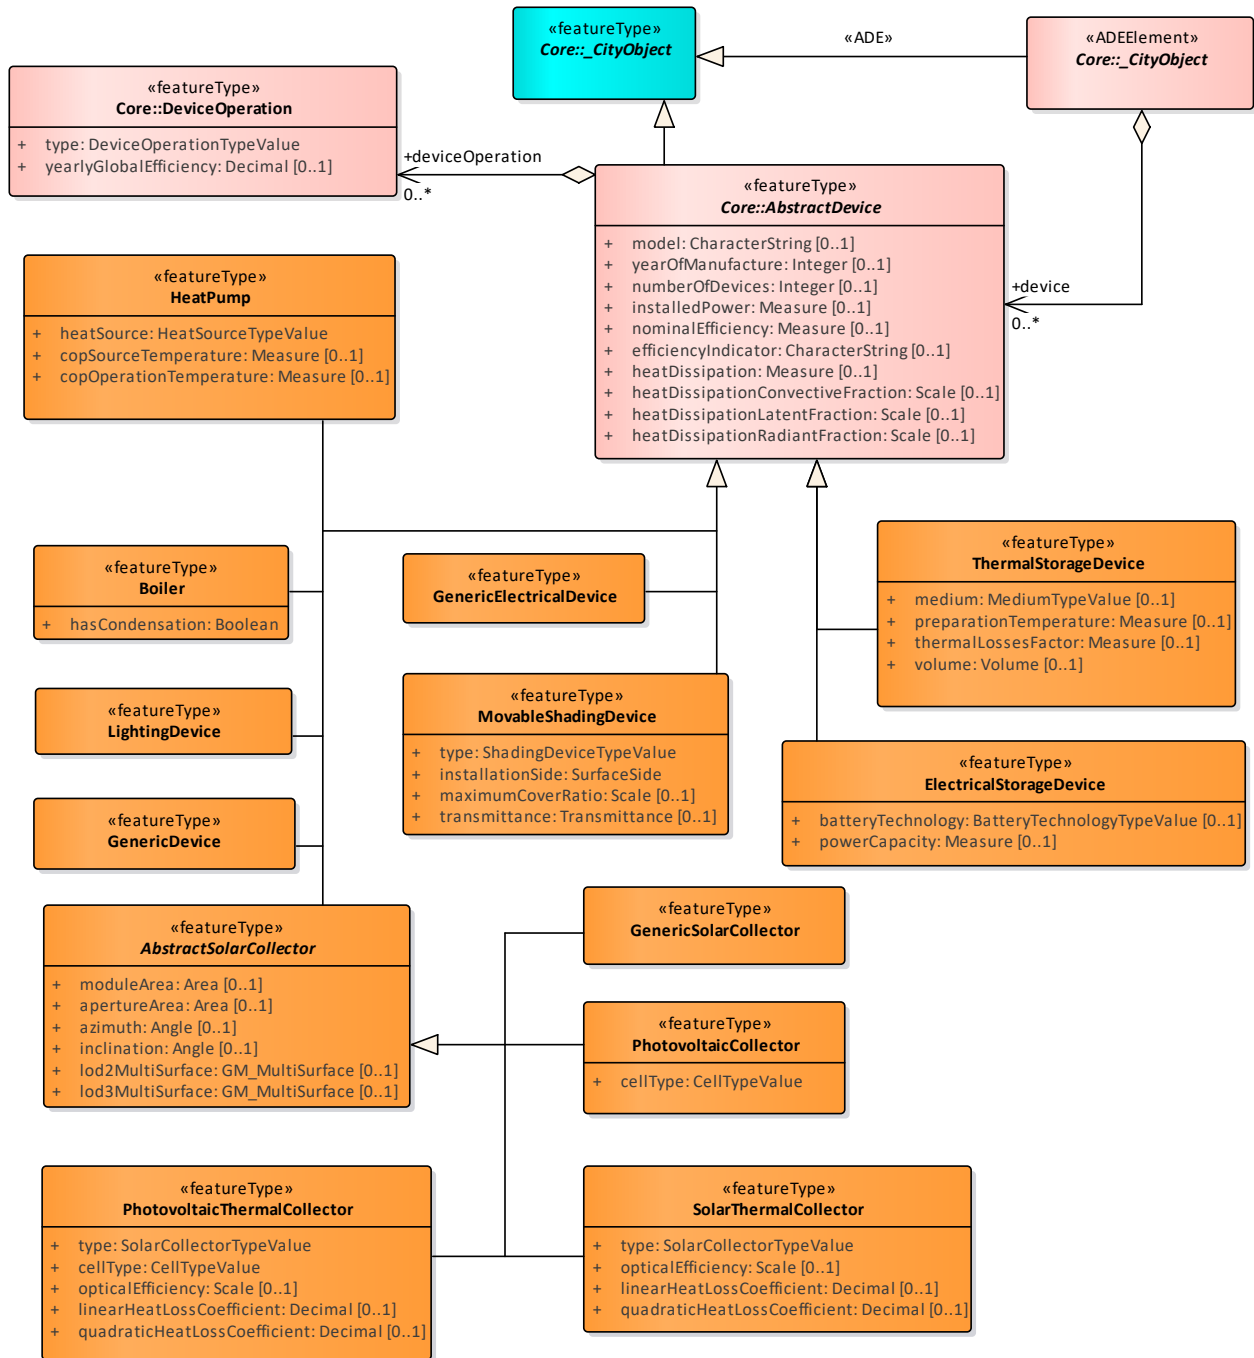 «featureType»
Core::_CityObject
«ADE»
«ADEElement»
Core::_CityObject
«featureType»
Core::DeviceOperation
+ type: DeviceOperationTypeValue
+ yearlyGlobalEfficiency: Decimal [0..1]
+deviceOperation
0..*
«featureType»
Core::AbstractDevice
+ model: CharacterString [0..1]
+ yearOfManufacture: Integer [0..1]
+ numberOfDevices: Integer [0..1]
+ installedPower: Measure [0..1]
+ nominalEfficiency: Measure [0..1]
+ efficiencyIndicator: CharacterString [0..1]
+ heatDissipation: Measure [0..1]
+ heatDissipationConvectiveFraction: Scale [0..1]
+ heatDissipationLatentFraction: Scale [0..1]
+ heatDissipationRadiantFraction: Scale [0..1]
+device
0..*
«featureType»
HeatPump
+ heatSource: HeatSourceTypeValue
+ copSourceTemperature: Measure [0..1]
+ copOperationTemperature: Measure [0..1]
«featureType»
Boiler
+ hasCondensation: Boolean
«featureType»
GenericElectricalDevice
«featureType»
ThermalStorageDevice
+ medium: MediumTypeValue [0..1]
+ preparationTemperature: Measure [0..1]
+ thermalLossesFactor: Measure [0..1]
+ volume: Volume [0..1]
«featureType»
LightingDevice
«featureType»
MovableShadingDevice
+ type: ShadingDeviceTypeValue
+ installationSide: SurfaceSide
+ maximumCoverRatio: Scale [0..1]
+ transmittance: Transmittance [0..1]
«featureType»
ElectricalStorageDevice
+ batteryTechnology: BatteryTechnologyTypeValue [0..1]
+ powerCapacity: Measure [0..1]
«featureType»
GenericDevice
«featureType»
AbstractSolarCollector
+ moduleArea: Area [0..1]
+ apertureArea: Area [0..1]
+ azimuth: Angle [0..1]
+ inclination: Angle [0..1]
+ lod2MultiSurface: GM_MultiSurface [0..1]
+ lod3MultiSurface: GM_MultiSurface [0..1]
«featureType»
GenericSolarCollector
«featureType»
PhotovoltaicCollector
+ cellType: CellTypeValue
«featureType»
PhotovoltaicThermalCollector
+ type: SolarCollectorTypeValue
+ cellType: CellTypeValue
+ opticalEfficiency: Scale [0..1]
+ linearHeatLossCoefficient: Decimal [0..1]
+ quadraticHeatLossCoefficient: Decimal [0..1]
«featureType»
SolarThermalCollector
+ type: SolarCollectorTypeValue
+ opticalEfficiency: Scale [0..1]
+ linearHeatLossCoefficient: Decimal [0..1]
+ quadraticHeatLossCoefficient: Decimal [0..1]